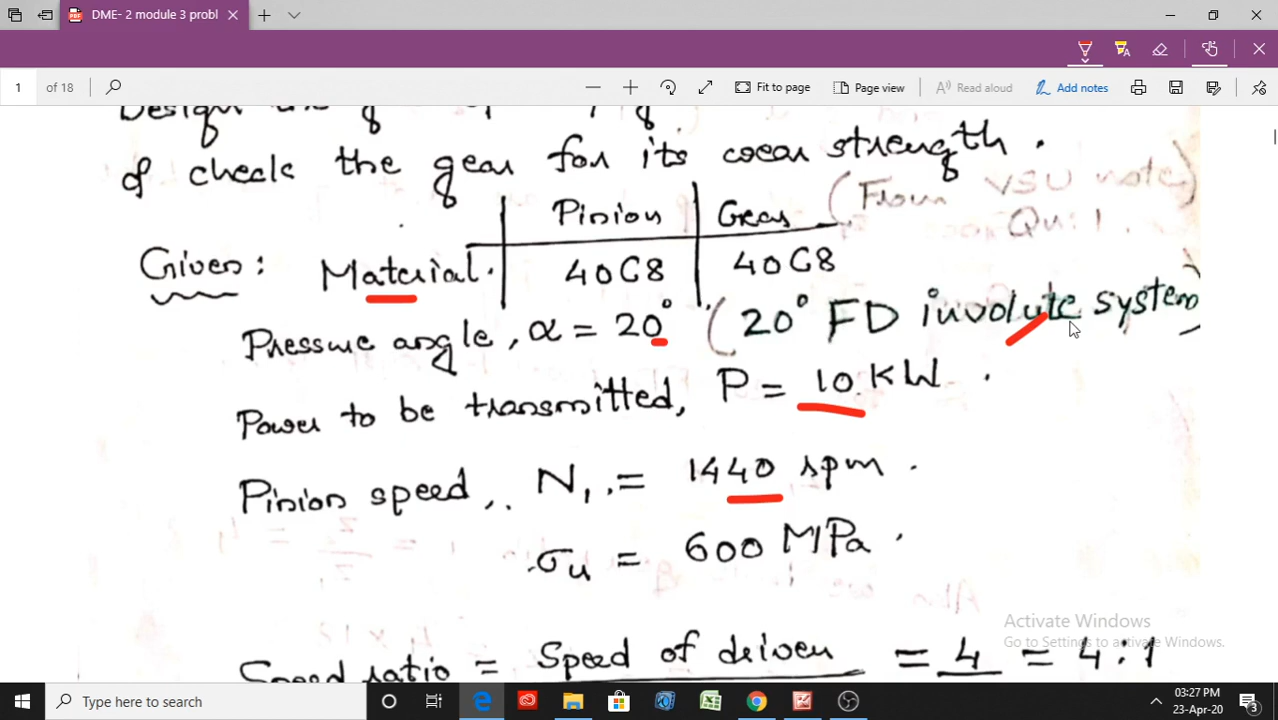 DME- 2 module 3 probl
1 of 18
Fit to page
Page view
Read aloud
Add notes
of check the gear for its wear strength.
(From VSU note)
Qu: 1.
Pinion Gear
Given: Material. 40C8 40C8
Pressure angle, α = 20° (20° FD involute system)
Power to be transmitted, P = 10 KW.
Pinion speed, N1 = 1440 rpm.
σu = 600 MPa.
Speed ratio = Speed of driven = 4 = 4:1
Activate Windows
Go to Settings to activate Windows.
Type here to search
03:27 PM
23-Apr-20
3